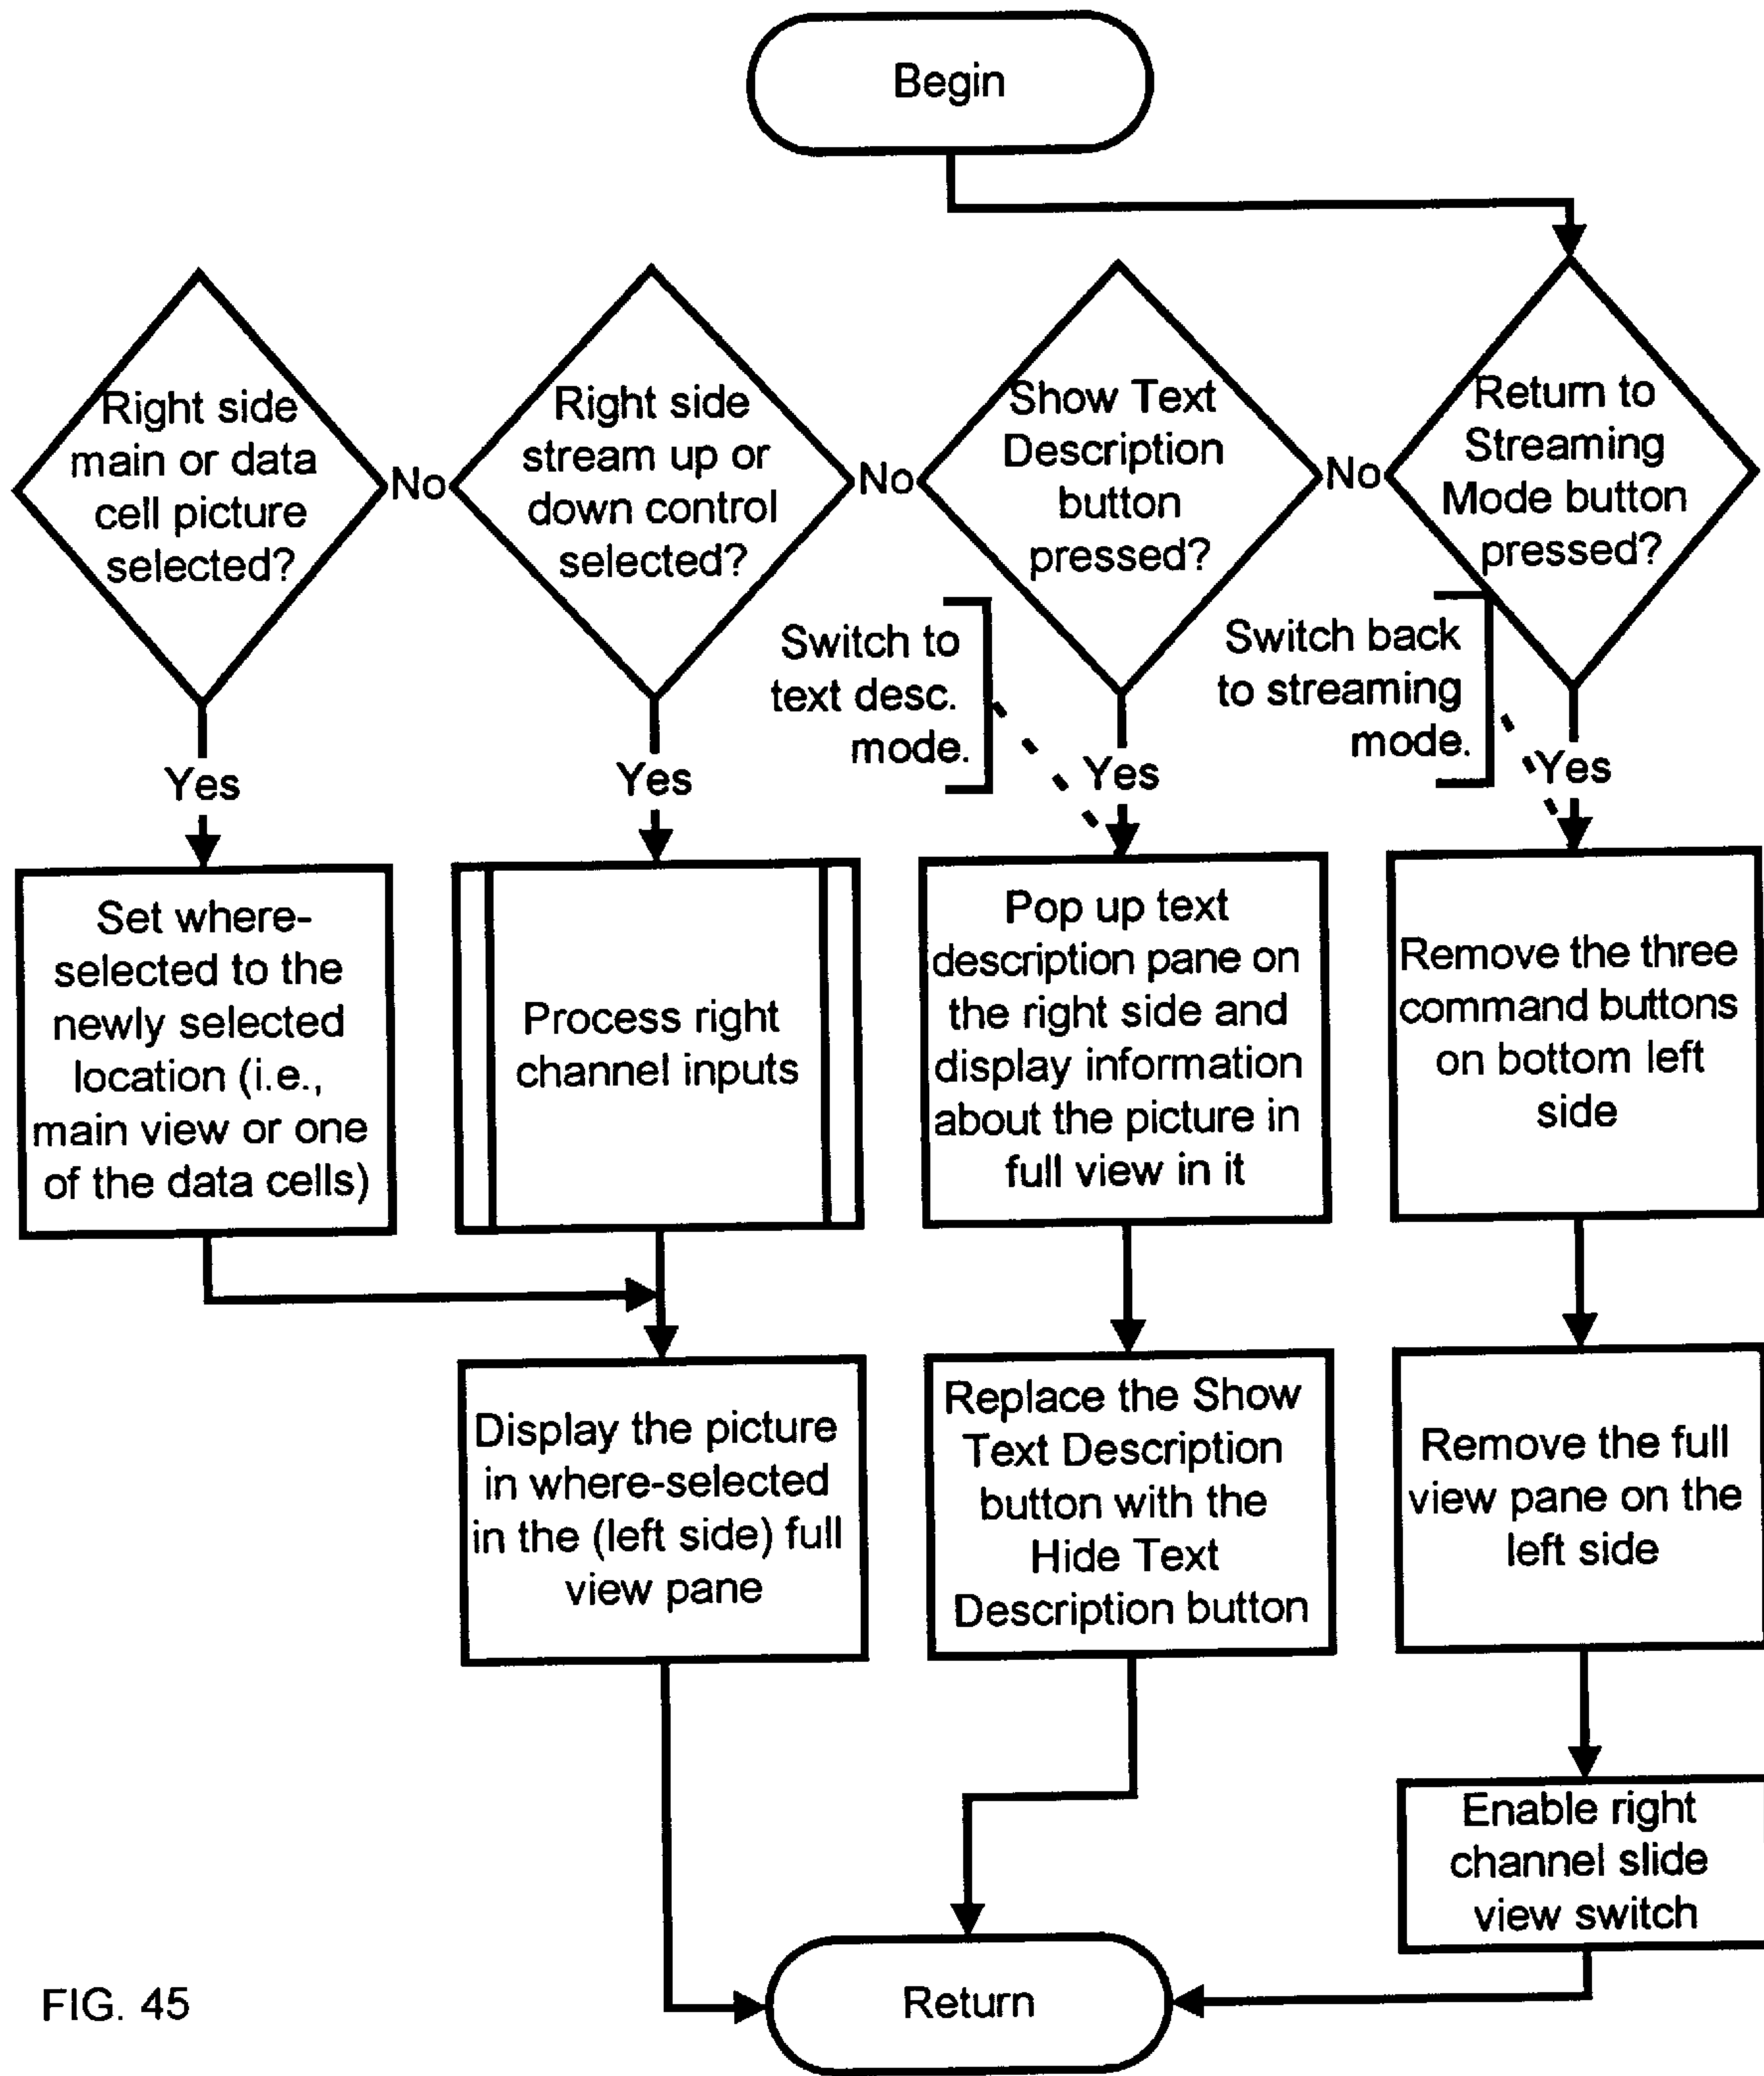 Begin
Right side
main or data
cell picture
selected?
No
Right side
stream up or
down control
selected?
No
Show Text
Description
button
pressed?
No
Return to
Streaming
Mode button
pressed?
Switch to
text desc.
mode.
Switch back
to streaming
mode.
Yes
Yes
Yes
Yes
Set where-
selected to the
newly selected
location (i.e.,
main view or one
of the data cells)
Process right
channel inputs
Pop up text
description pane on
the right side and
display information
about the picture in
full view in it
Remove the three
command buttons
on bottom left
side
Display the picture
in where-selected
in the (left side) full
view pane
Replace the Show
Text Description
button with the
Hide Text
Description button
Remove the full
view pane on the
left side
Enable right
channel slide
view switch
Return
FIG. 45